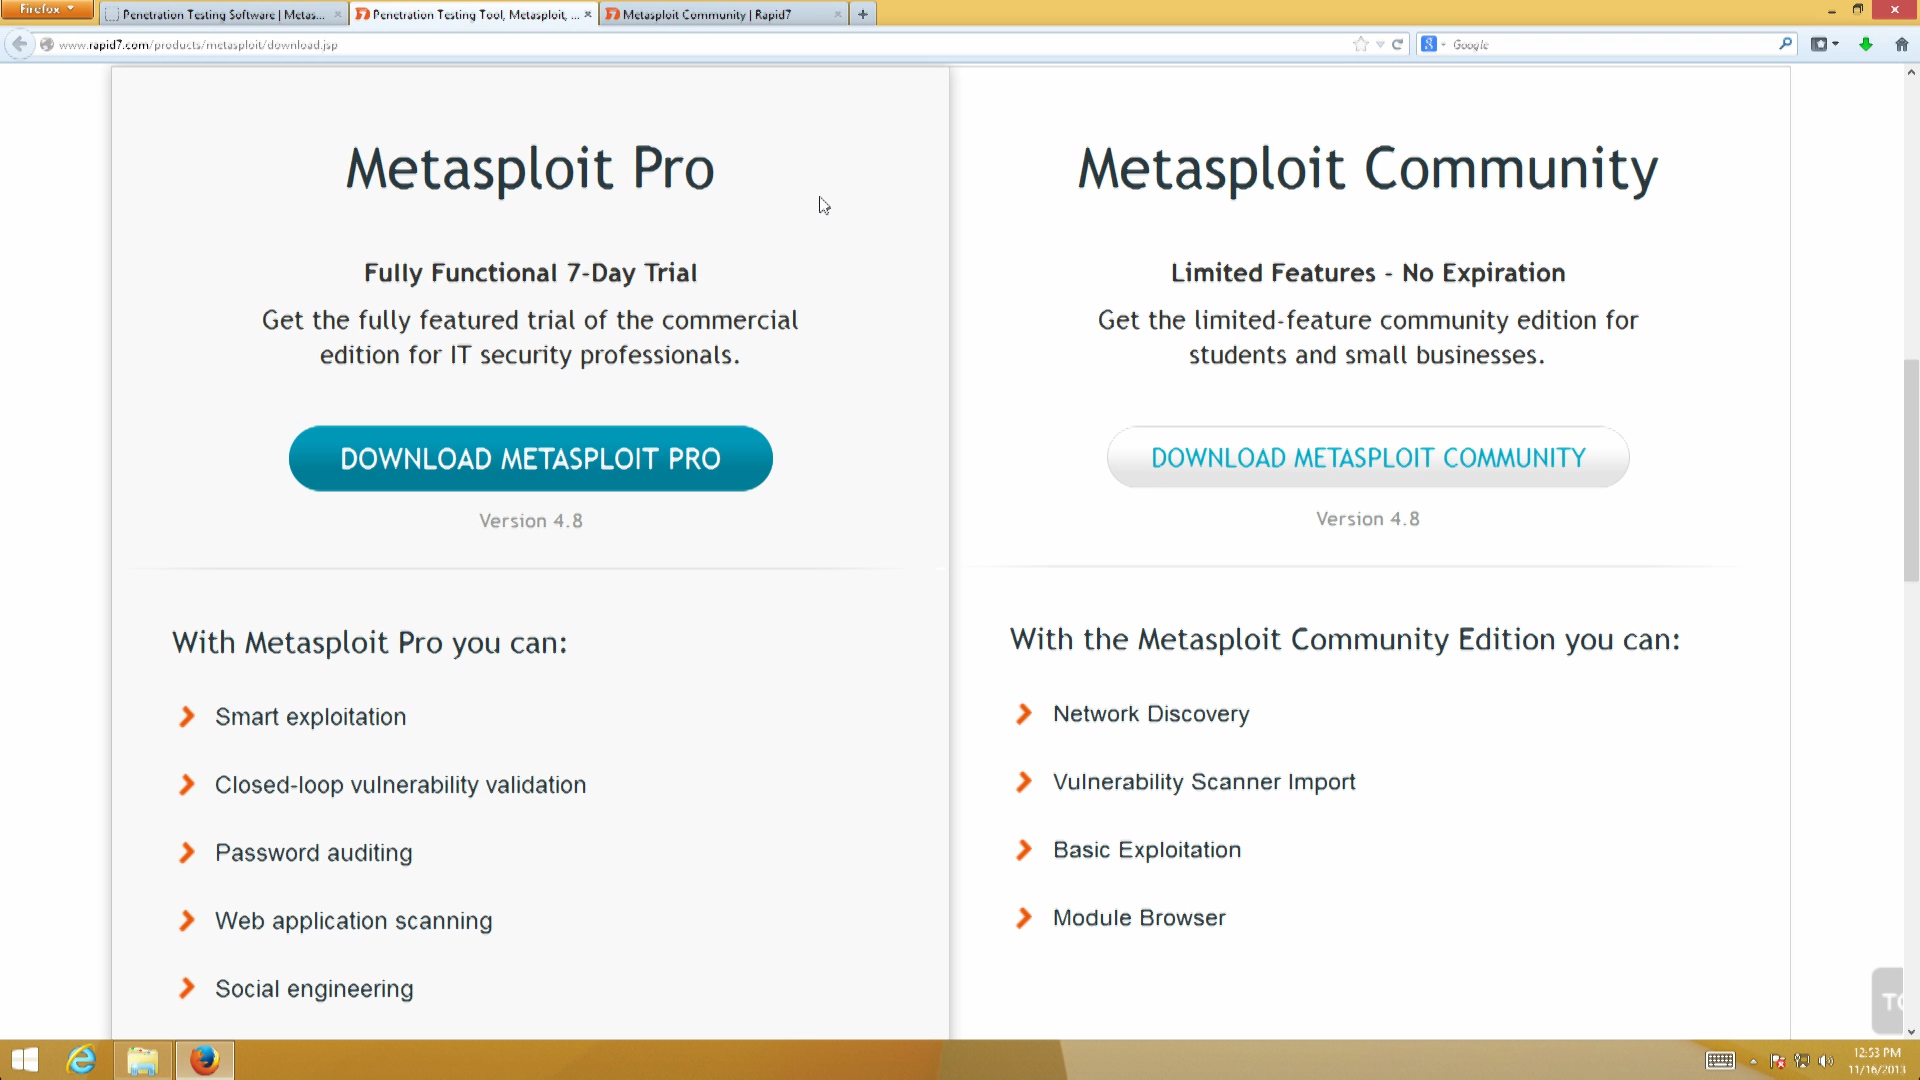 Firefox
Penetration Testing Software | Metas...
Penetration Testing Tool, Metasploit, ...
Metasploit Community | Rapid7
www.rapid7.com/products/metasploit/download.jsp
Google
Metasploit Pro
Fully Functional 7-Day Trial
Get the fully featured trial of the commercial
edition for IT security professionals.
DOWNLOAD METASPLOIT PRO
Version 4.8
With Metasploit Pro you can:
Smart exploitation
Closed-loop vulnerability validation
Password auditing
Web application scanning
Social engineering
Metasploit Community
Limited Features - No Expiration
Get the limited-feature community edition for
students and small businesses.
DOWNLOAD METASPLOIT COMMUNITY
Version 4.8
With the Metasploit Community Edition you can:
Network Discovery
Vulnerability Scanner Import
Basic Exploitation
Module Browser
12:53 PM
11/16/2013